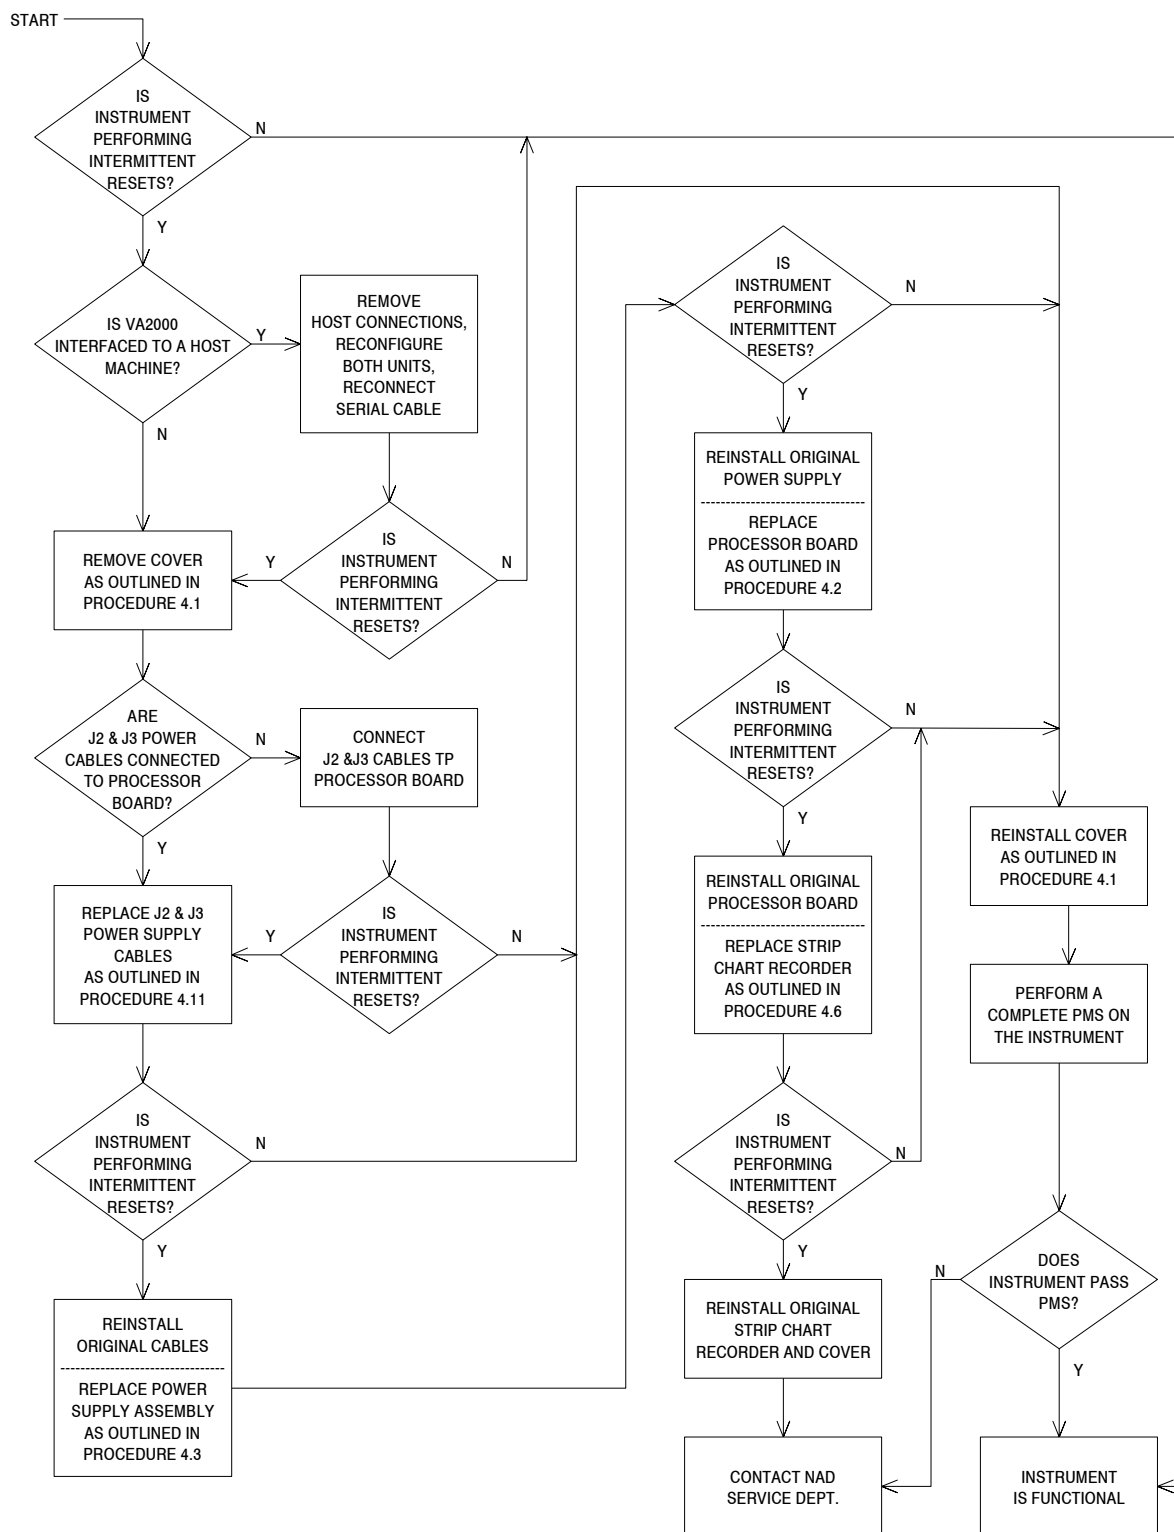 START
IS
INSTRUMENT
PERFORMING
INTERMITTENT
RESETS?
N
Y
IS VA2000
INTERFACED TO A HOST
MACHINE?
Y
N
REMOVE
HOST CONNECTIONS,
RECONFIGURE
BOTH UNITS,
RECONNECT
SERIAL CABLE
IS
INSTRUMENT
PERFORMING
INTERMITTENT
RESETS?
Y
N
REMOVE COVER
AS OUTLINED IN
PROCEDURE 4.1
ARE
J2 & J3 POWER
CABLES CONNECTED
TO PROCESSOR
BOARD?
N
Y
CONNECT
J2 &J3 CABLES TP
PROCESSOR BOARD
IS
INSTRUMENT
PERFORMING
INTERMITTENT
RESETS?
Y
N
REPLACE J2 & J3
POWER SUPPLY
CABLES
AS OUTLINED IN
PROCEDURE 4.11
IS
INSTRUMENT
PERFORMING
INTERMITTENT
RESETS?
N
Y
REINSTALL
ORIGINAL CABLES
REPLACE POWER
SUPPLY ASSEMBLY
AS OUTLINED IN
PROCEDURE 4.3
IS
INSTRUMENT
PERFORMING
INTERMITTENT
RESETS?
N
Y
REINSTALL ORIGINAL
POWER SUPPLY
REPLACE
PROCESSOR BOARD
AS OUTLINED IN
PROCEDURE 4.2
IS
INSTRUMENT
PERFORMING
INTERMITTENT
RESETS?
N
Y
REINSTALL ORIGINAL
PROCESSOR BOARD
REPLACE STRIP
CHART RECORDER
AS OUTLINED IN
PROCEDURE 4.6
IS
INSTRUMENT
PERFORMING
INTERMITTENT
RESETS?
N
Y
REINSTALL ORIGINAL
STRIP CHART
RECORDER AND COVER
CONTACT NAD
SERVICE DEPT.
REINSTALL COVER
AS OUTLINED IN
PROCEDURE 4.1
PERFORM A
COMPLETE PMS ON
THE INSTRUMENT
DOES
INSTRUMENT PASS
PMS?
N
Y
INSTRUMENT
IS FUNCTIONAL